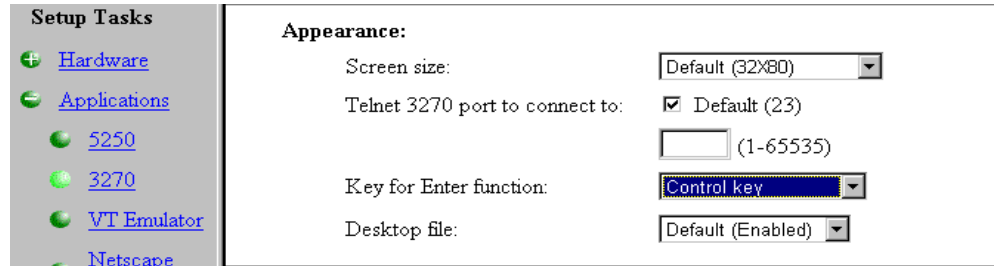 Setup Tasks
Hardware
Applications
5250
3270
VT Emulator
Netscape
Appearance:
Screen size: Default (32X80)
Telnet 3270 port to connect to: Default (23)
(1-65535)
Key for Enter function: Control key
Desktop file: Default (Enabled)